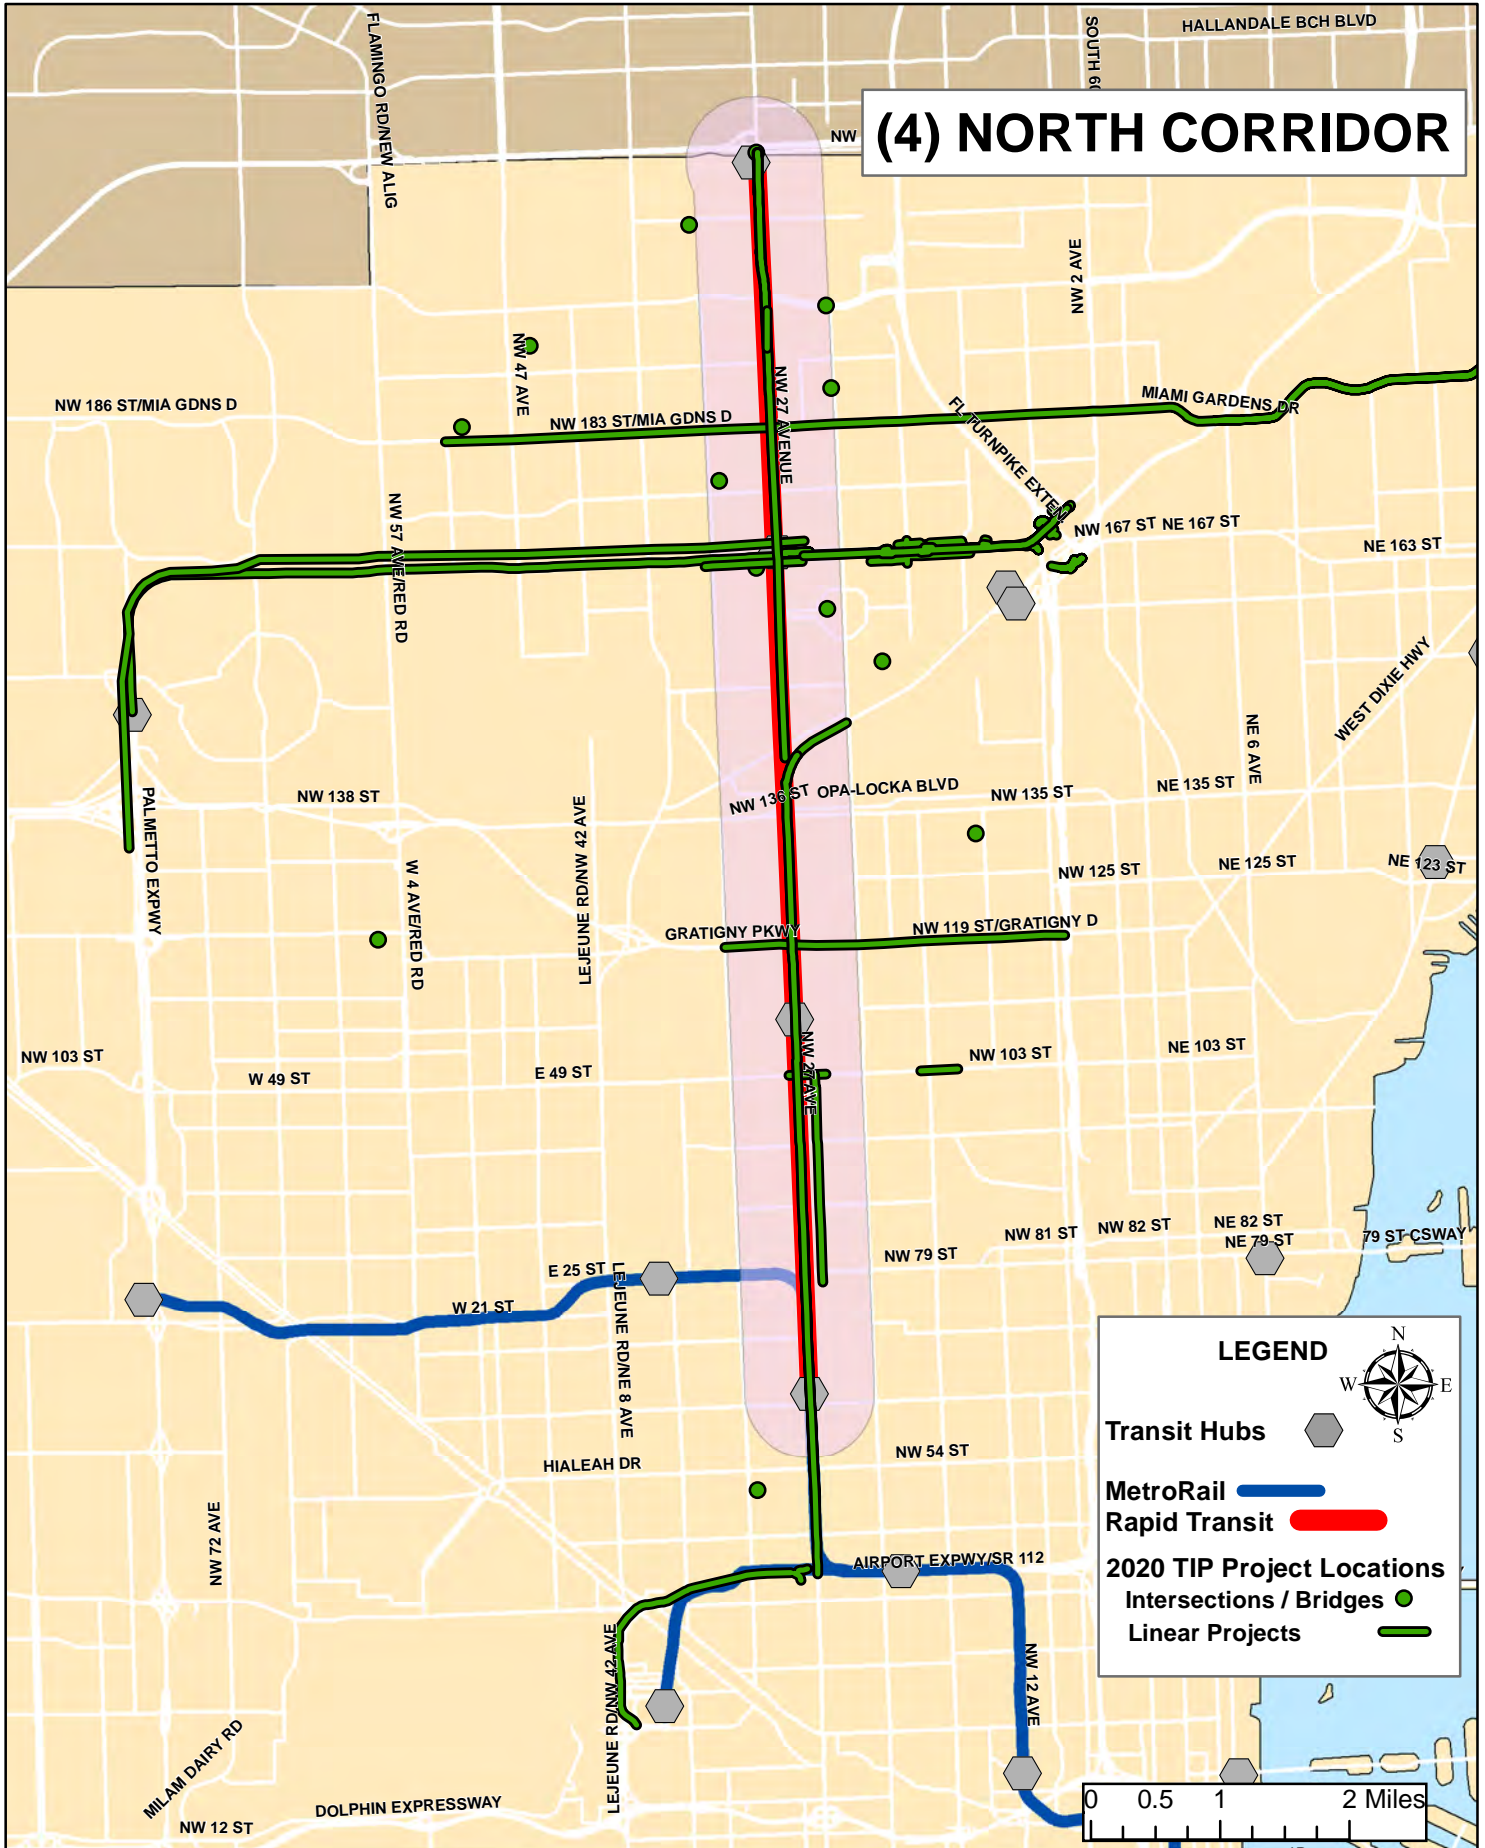 HALLANDALE BCH BLVD
FLAMINGO RD/NEW ALIG
(4) NORTH CORRIDOR
NW
NW 2 AVE
NW 47 AVE
NW 27 AVENUE
NW 186 ST/MIA GDNS D
NW 183 ST/MIA GDNS D
MIAMI GARDENS DR
FL TURNPIKE EXTEN
NW 57 AVE/RED RD
NW 167 ST
NE 167 ST
NE 163 ST
WEST DIXIE HWY
NE 6 AVE
PALMETTO EXPWY
NW 138 ST
LEJEUNE RD/NW 42 AVE
NW 136 ST
OPA-LOCKA BLVD
NW 135 ST
NE 135 ST
W 4 AVE/RED RD
NW 125 ST
NE 125 ST
NE 123 ST
GRATIGNY PKWY
NW 119 ST/GRATIGNY D
NW 103 ST
W 49 ST
E 49 ST
NW 27 AVE
NW 103 ST
NE 103 ST
NW 79 ST
NW 81 ST
NW 82 ST
NE 82 ST
NE 79 ST
79 ST CSWAY
E 25 ST
W 21 ST
LEJEUNE RD/NE 8 AVE
HIALEAH DR
NW 54 ST
NW 72 AVE
AIRPORT EXPWY/SR 112
LEJEUNE RD/NW 42 AVE
NW 12 AVE
MILAM DAIRY RD
DOLPHIN EXPRESSWAY
NW 12 ST
LEGEND
N
W
E
S
Transit Hubs
MetroRail
Rapid Transit
2020 TIP Project Locations
Intersections / Bridges
Linear Projects
0 0.5 1 2 Miles